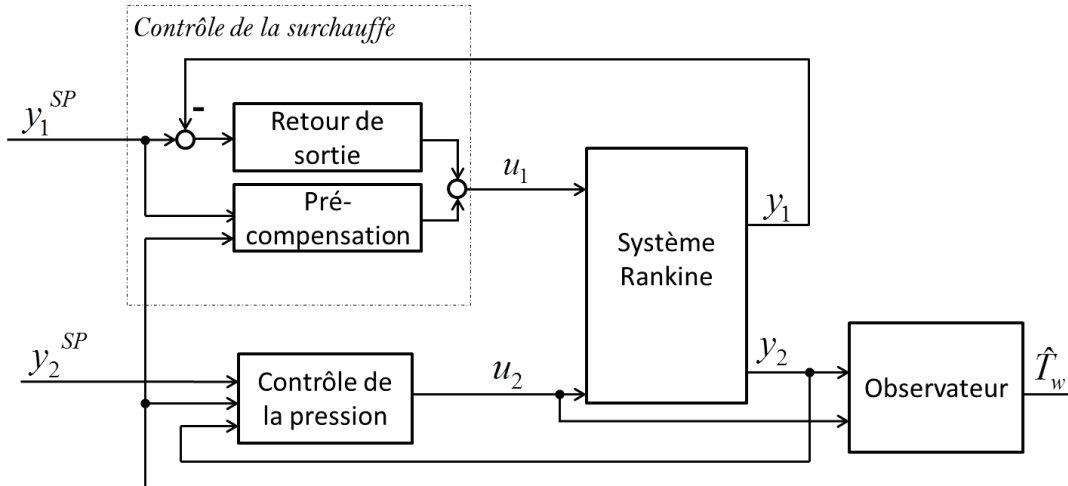 Contrôle de la surchauffe
y₁ˢᴾ
-
Retour de
sortie
Pré-
compensation
u₁
Système
Rankine
y₁
y₂ˢᴾ
Contrôle de
la pression
u₂
y₂
Observateur
T̂_w